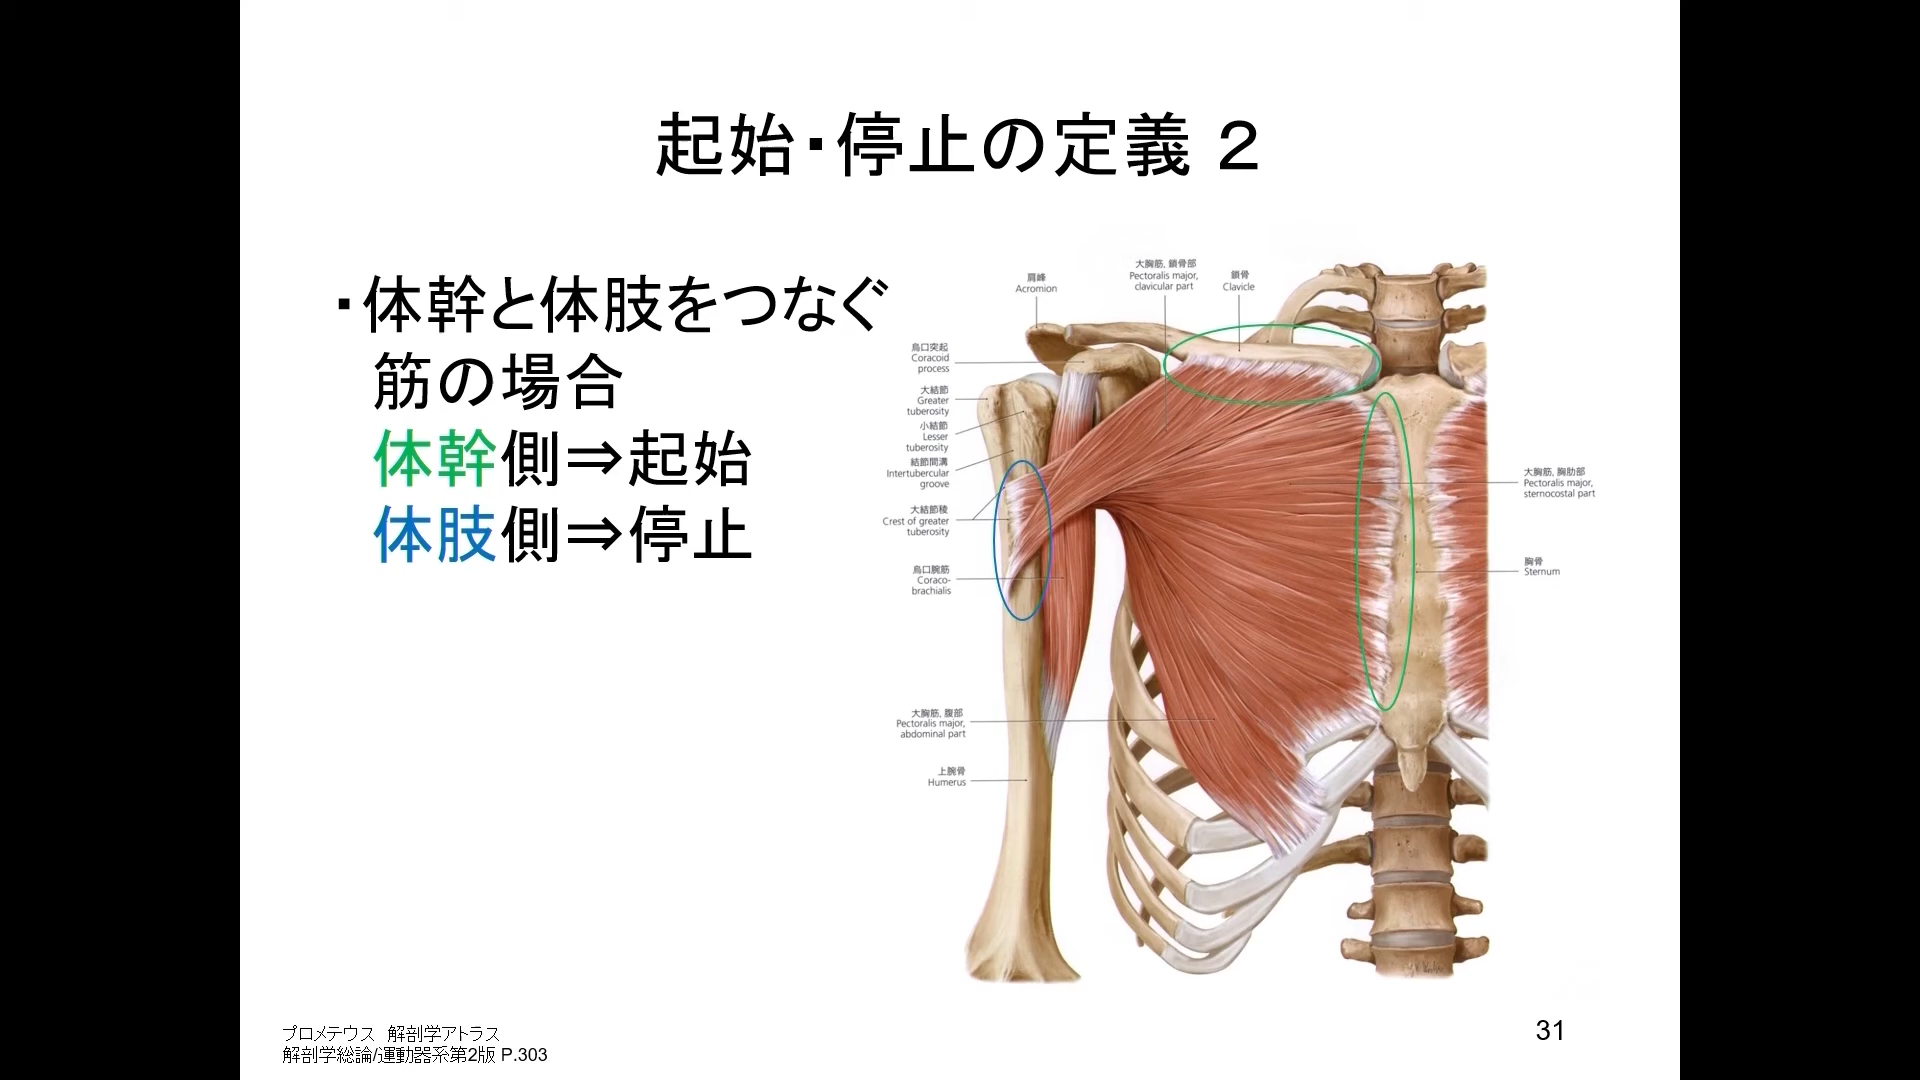 起始・停止の定義 2
・体幹と体肢をつなぐ
筋の場合
体幹側⇒起始
体肢側⇒停止
肩峰
Acromion
大胸筋, 鎖骨部
Pectoralis major,
clavicular part
鎖骨
Clavicle
烏口突起
Coracoid
process
大結節
Greater
tuberosity
小結節
Lesser
tuberosity
結節間溝
Intertubercular
groove
大結節稜
Crest of greater
tuberosity
烏口腕筋
Coraco-
brachialis
大胸筋, 腹部
Pectoralis major,
abdominal part
上腕骨
Humerus
大胸筋, 胸肋部
Pectoralis major,
sternocostal part
胸骨
Sternum
プロメテウス 解剖学アトラス
解剖学総論/運動器系第2版 P.303
31